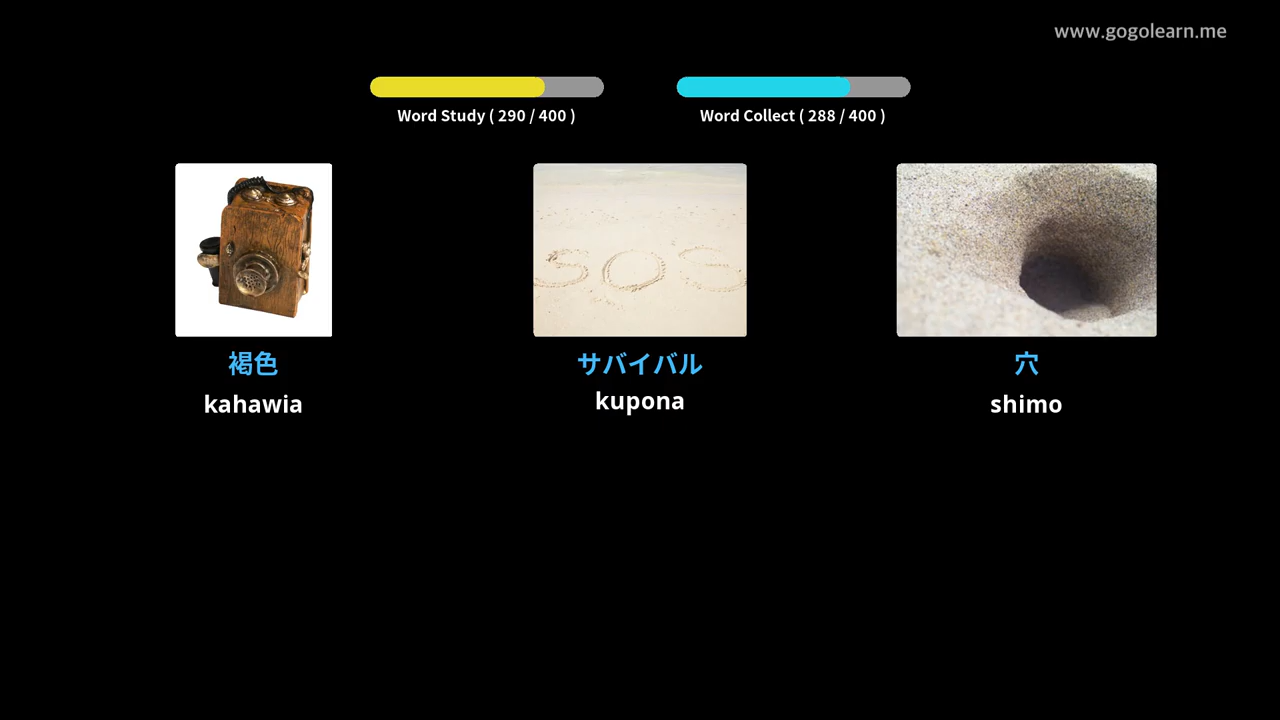 www.gogolearn.me
Word Study ( 290 / 400 )
Word Collect ( 288 / 400 )
SOS
褐色
サバイバル
穴
kahawia
kupona
shimo